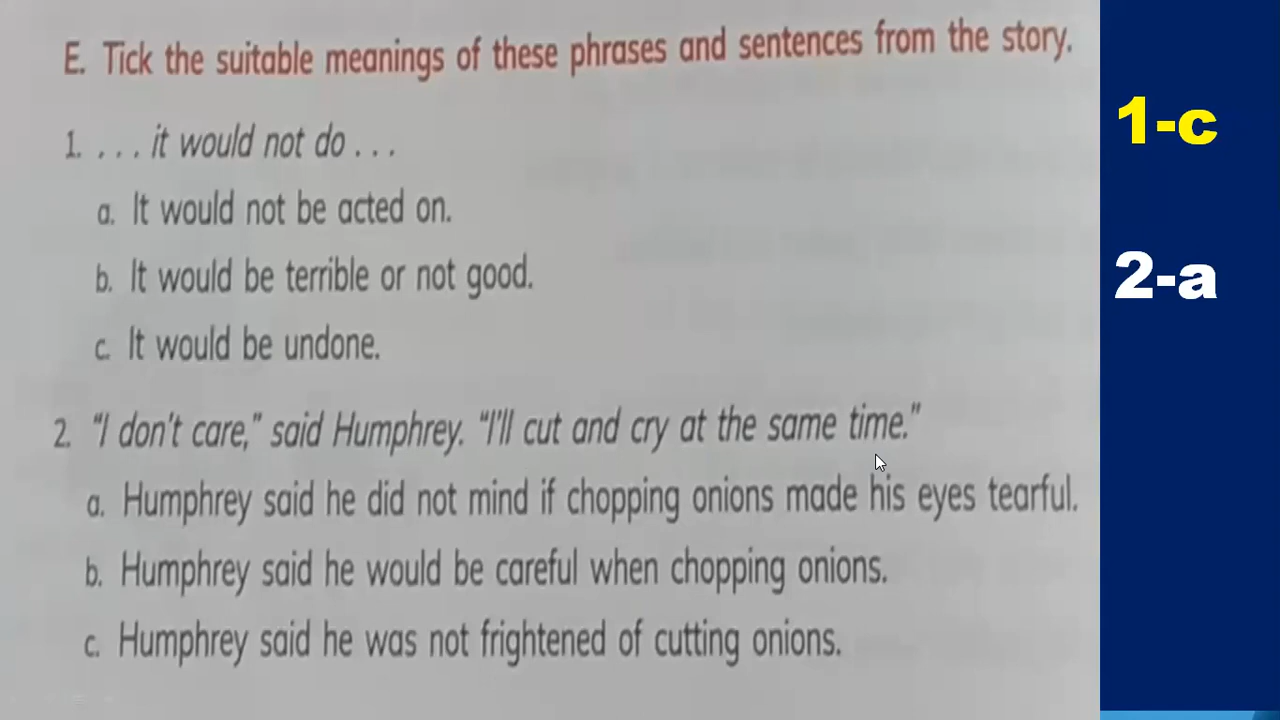 E. Tick the suitable meanings of these phrases and sentences from the story.
1. . . . it would not do . . .
a. It would not be acted on.
b. It would be terrible or not good.
c. It would be undone.
2. "I don't care," said Humphrey. "I'll cut and cry at the same time."
a. Humphrey said he did not mind if chopping onions made his eyes tearful.
b. Humphrey said he would be careful when chopping onions.
c. Humphrey said he was not frightened of cutting onions.
1-c
2-a